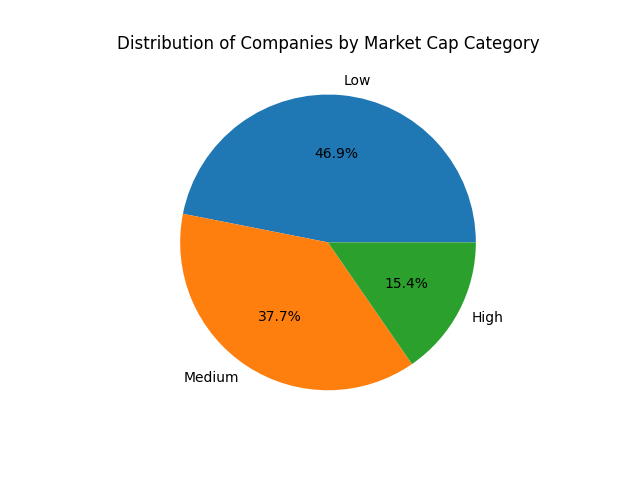 Distribution of Companies by Market Cap Category
Low
46.9%
15.4%
37.7%
High
Medium